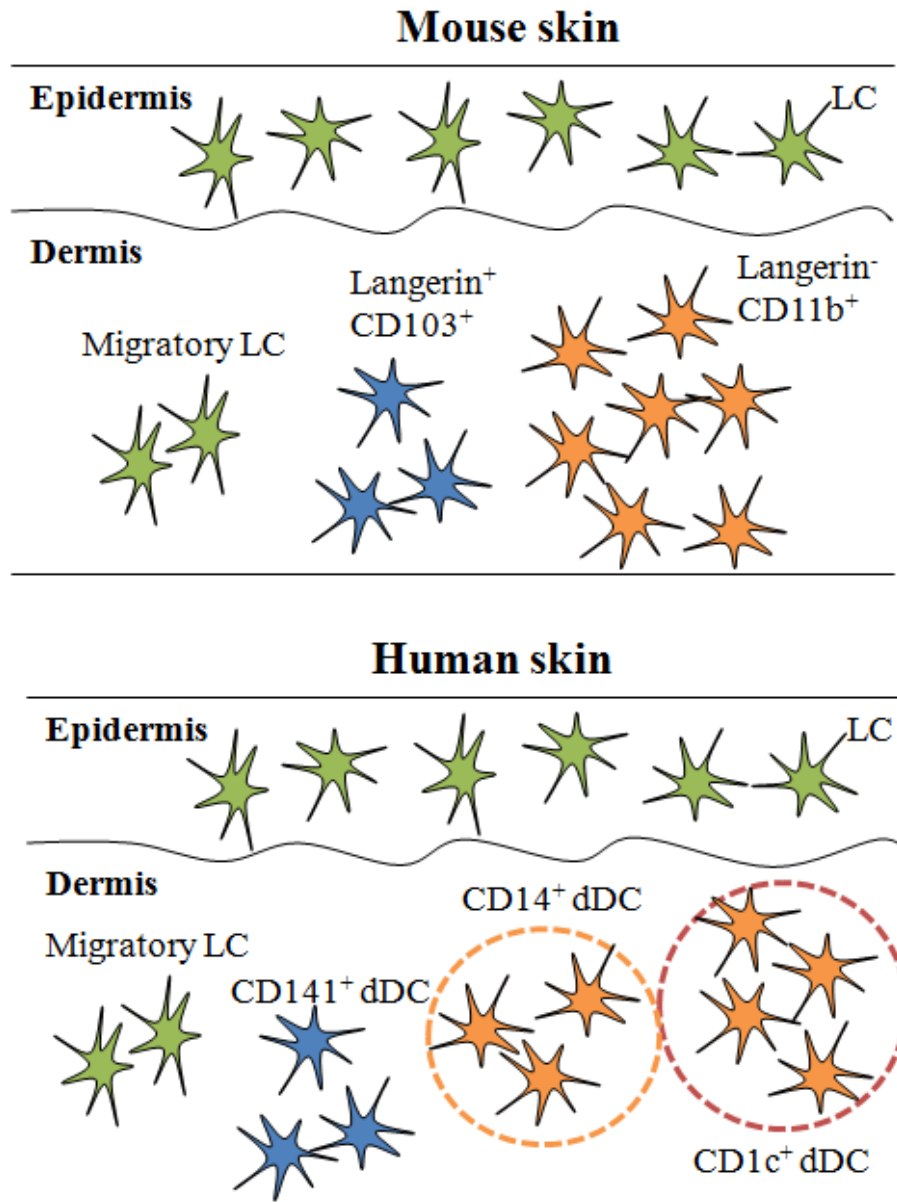 Mouse skin
Epidermis
LC
Dermis
Langerin⁺
CD103⁺
Langerin⁻
CD11b⁺
Migratory LC
Human skin
Epidermis
LC
Dermis
CD14⁺ dDC
Migratory LC
CD141⁺ dDC
CD1c⁺ dDC